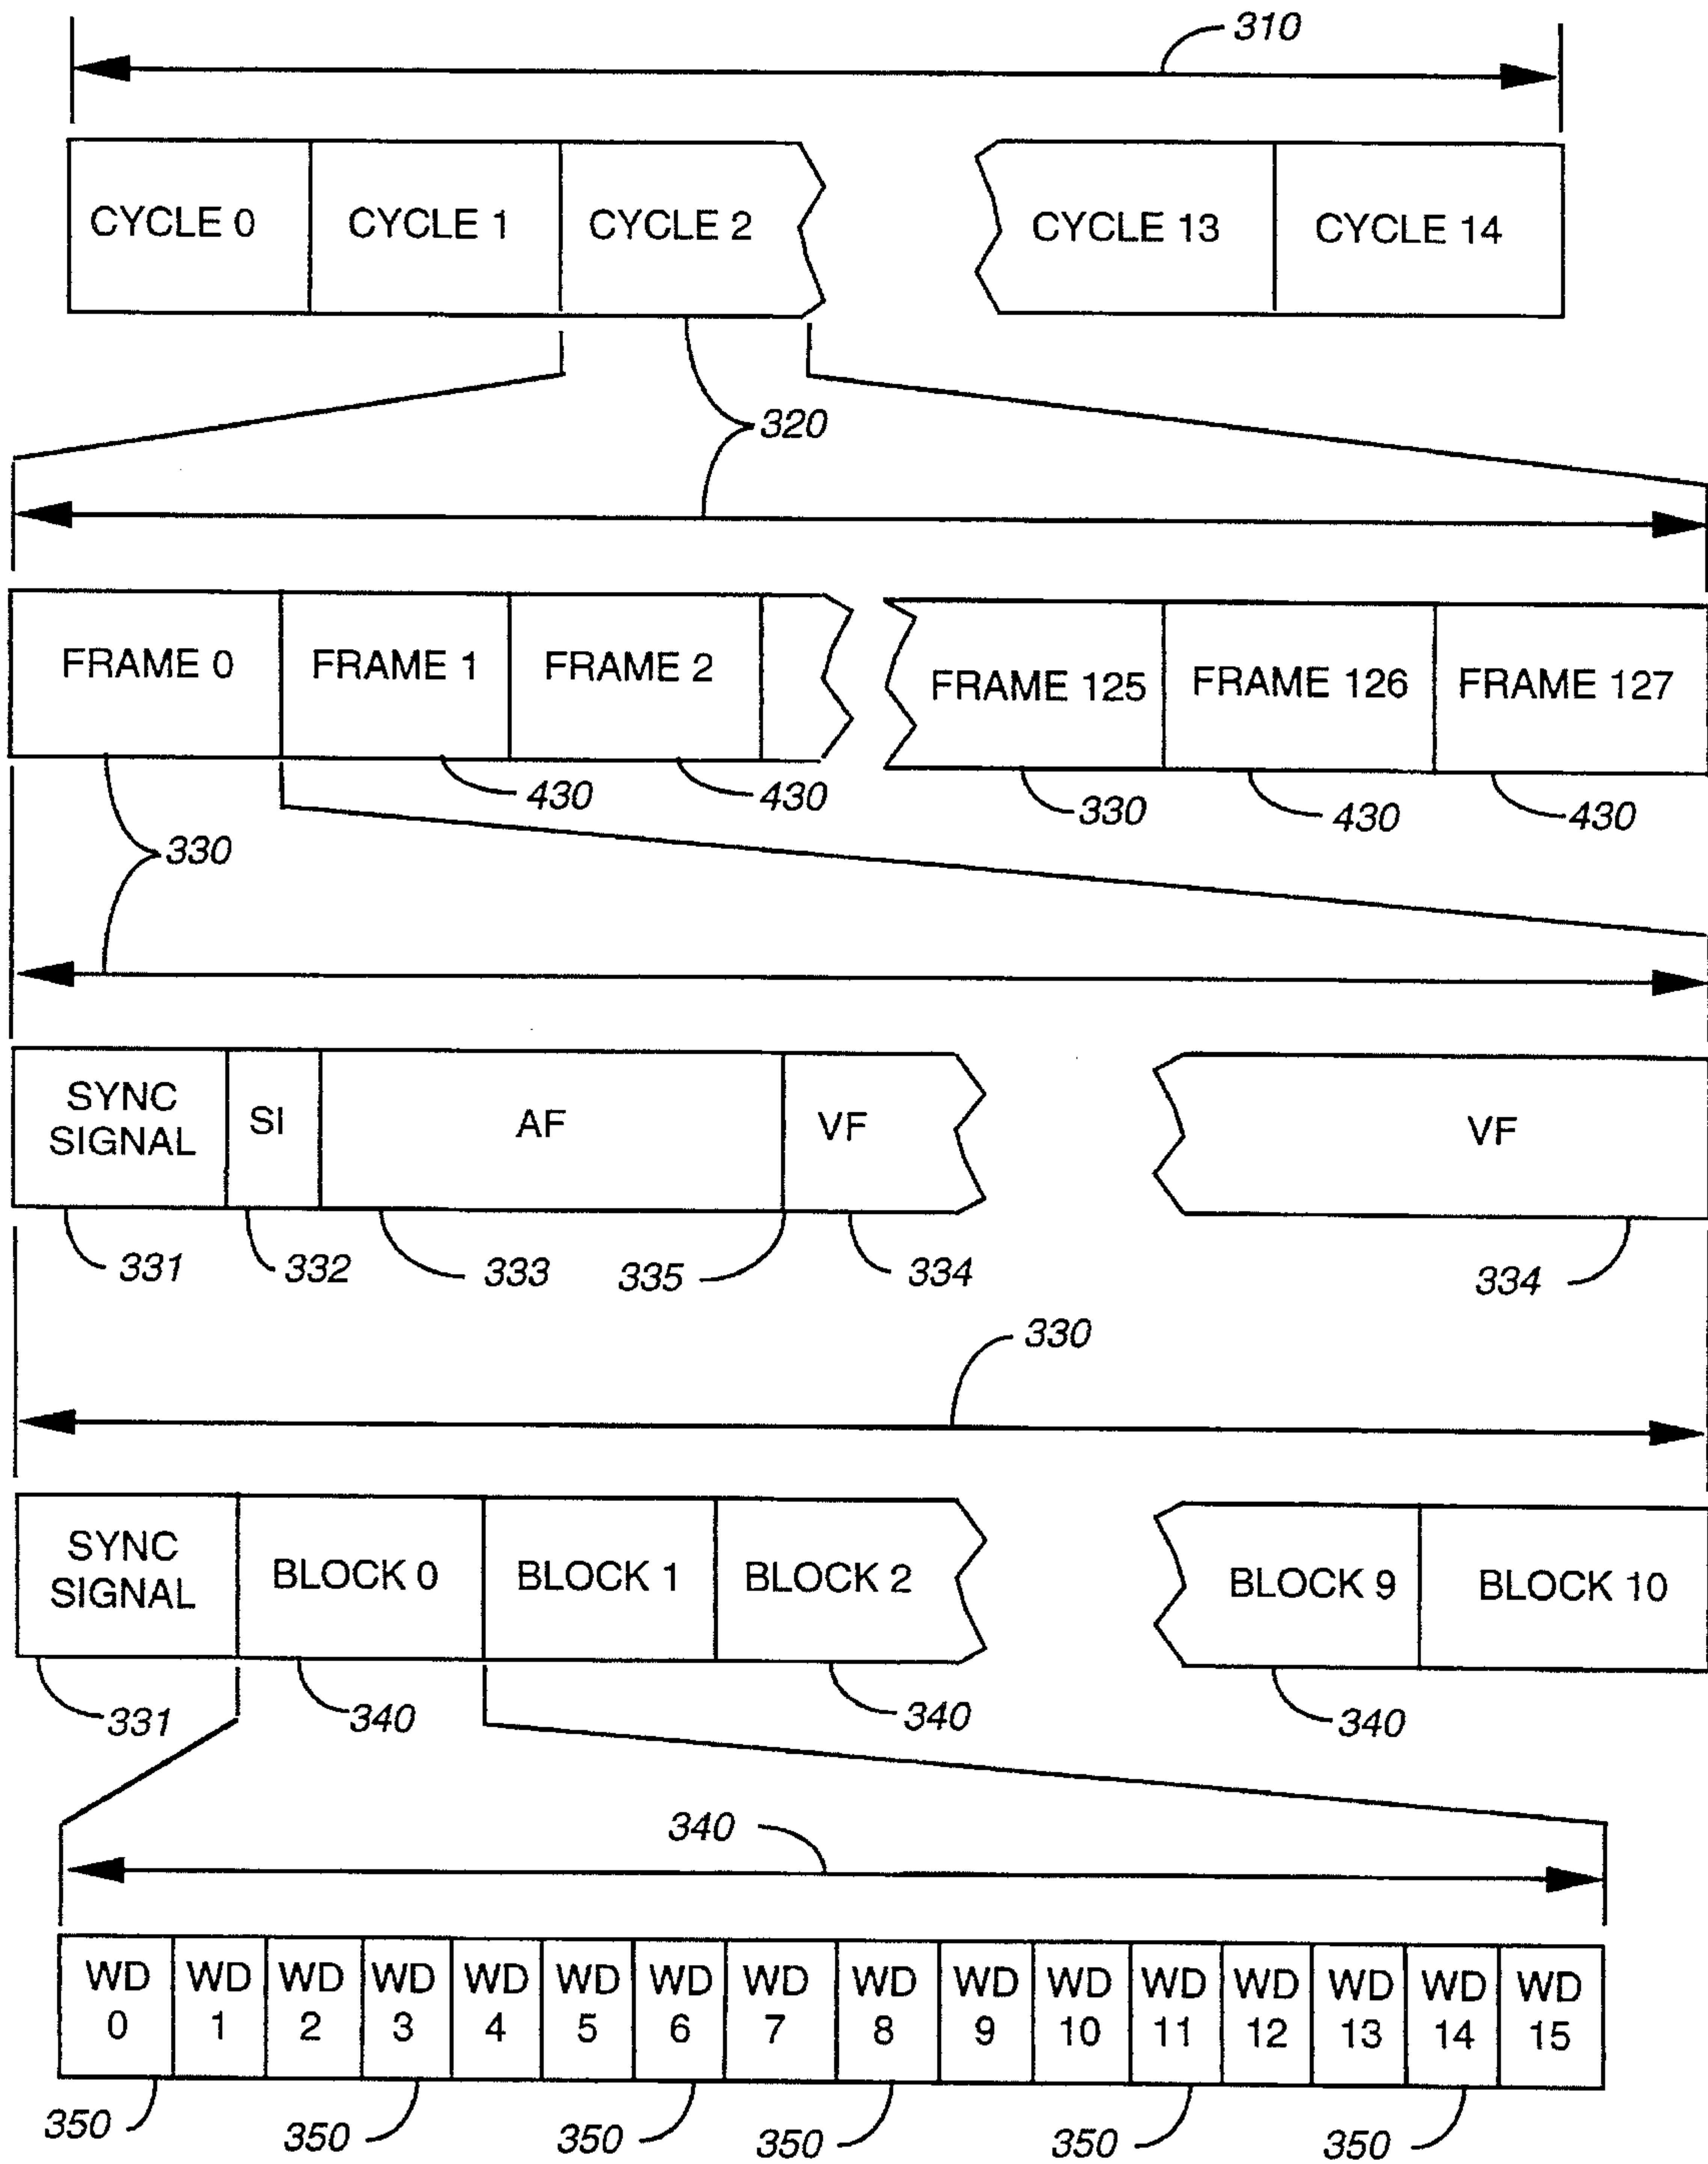 310
CYCLE 0 CYCLE 1 CYCLE 2 CYCLE 13 CYCLE 14
320
FRAME 0 FRAME 1 FRAME 2 FRAME 125 FRAME 126 FRAME 127
430 430 330 430 430
330
SYNC
SIGNAL SI AF VF VF
331 332 333 335 334 334
330
SYNC
SIGNAL BLOCK 0 BLOCK 1 BLOCK 2 BLOCK 9 BLOCK 10
331 340 340 340
340
WD WD WD WD WD WD WD WD WD WD WD WD WD WD WD WD
0 1 2 3 4 5 6 7 8 9 10 11 12 13 14 15
350 350 350 350 350 350